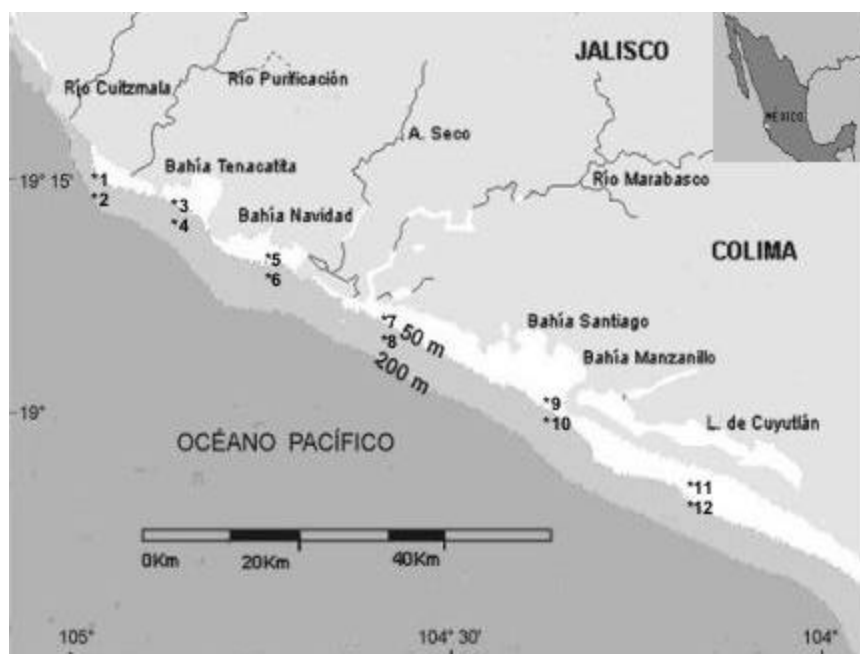 JALISCO
MÉXICO
Río Cuitzmala
Río Purificación
A. Seco
Bahía Tenacatita
Río Marabasco
19° 15'
*1
*2
*3
*4
Bahía Navidad
*5
*6
COLIMA
*7
*8
50 m
200 m
Bahía Santiago
Bahía Manzanillo
19°
*9
*10
L. de Cuyutlán
OCÉANO PACÍFICO
*11
*12
0Km
20Km
40Km
105°
104° 30'
104°